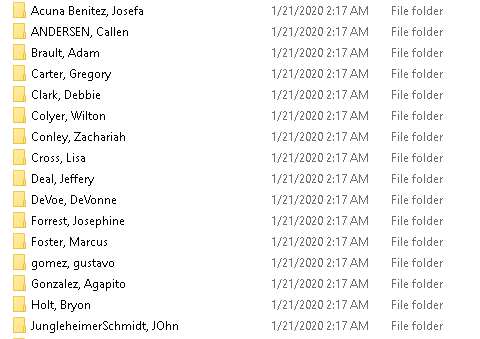 Acuna Benitez, Josefa 1/21/2020 2:17 AM File folder
ANDERSEN, Callen 1/21/2020 2:17 AM File folder
Brault, Adam 1/21/2020 2:17 AM File folder
Carter, Gregory 1/21/2020 2:17 AM File folder
Clark, Debbie 1/21/2020 2:17 AM File folder
Colyer, Wilton 1/21/2020 2:17 AM File folder
Conley, Zachariah 1/21/2020 2:17 AM File folder
Cross, Lisa 1/21/2020 2:17 AM File folder
Deal, Jeffery 1/21/2020 2:17 AM File folder
DeVoe, DeVonne 1/21/2020 2:17 AM File folder
Forrest, Josephine 1/21/2020 2:17 AM File folder
Foster, Marcus 1/21/2020 2:17 AM File folder
gomez, gustavo 1/21/2020 2:17 AM File folder
Gonzalez, Agapito 1/21/2020 2:17 AM File folder
Holt, Bryon 1/21/2020 2:17 AM File folder
JungleheimerSchmidt, JOhn 1/21/2020 2:17 AM File folder